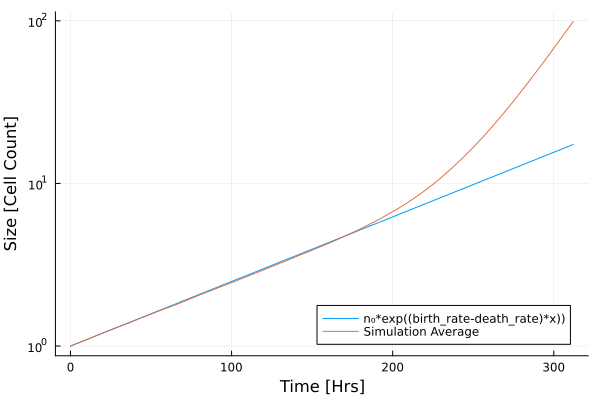 10²
10¹
10⁰
Size [Cell Count]
0
100
200
300
Time [Hrs]
n₀*exp((birth_rate-death_rate)*x))
Simulation Average